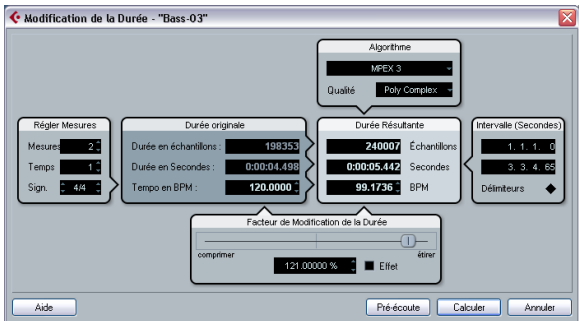 Modification de la Durée - "Bass-03"
Algorithme
MPEX 3
Qualité Poly Complex
Régler Mesures
Mesures 2
Temps 1
Sign. 4/4
Durée originale
Durée en échantillons : 198353
Durée en Secondes : 0:00:04.498
Tempo en BPM : 120.0000
Durée Résultante
240007 Échantillons
0:00:05.442 Secondes
99.1736 BPM
Intervalle (Secondes)
1. 1. 1. 0
3. 3. 4. 65
Délimiteurs
Facteur de Modification de la Durée
comprimer étirer
121.00000 % Effet
Aide Pré-écoute Calculer Annuler